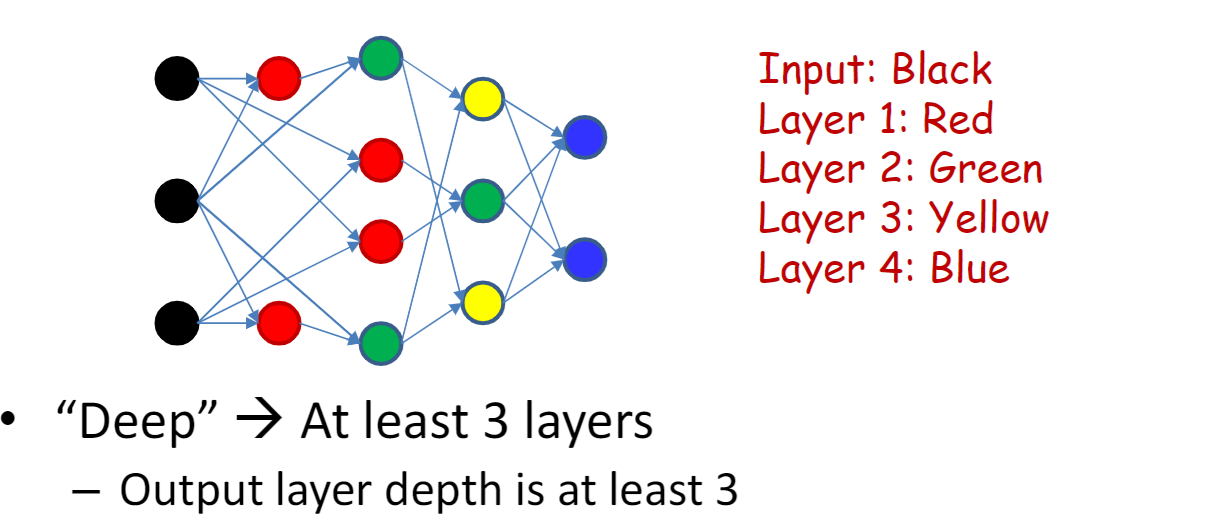 Input: Black
Layer 1: Red
Layer 2: Green
Layer 3: Yellow
Layer 4: Blue
• “Deep” → At least 3 layers
– Output layer depth is at least 3